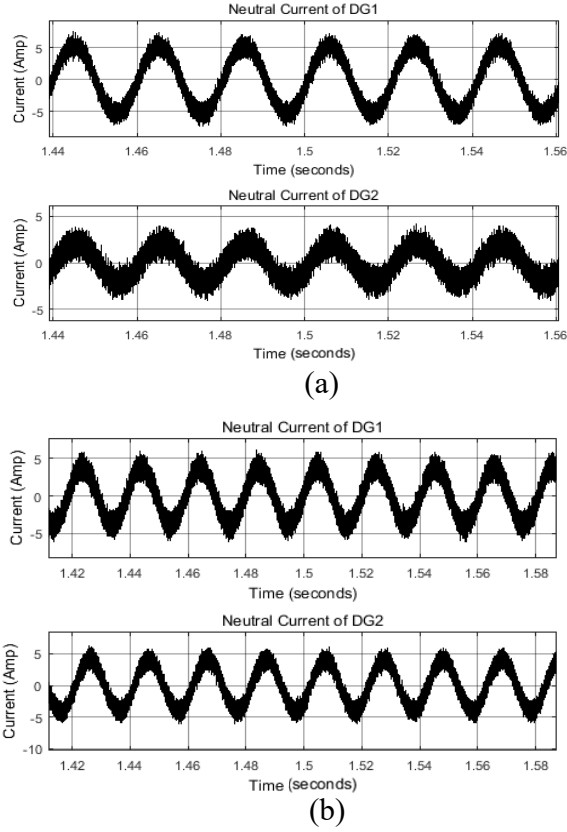 Neutral Current of DG1
Current (Amp)
5
0
-5
1.44 1.46 1.48 1.5 1.52 1.54 1.56
Time (seconds)
Neutral Current of DG2
Current (Amp)
5
0
-5
1.44 1.46 1.48 1.5 1.52 1.54 1.56
Time (seconds)
(a)
Neutral Current of DG1
Current (Amp)
5
0
-5
1.42 1.44 1.46 1.48 1.5 1.52 1.54 1.56 1.58
Time (seconds)
Neutral Current of DG2
Current (Amp)
5
0
-5
-10
1.42 1.44 1.46 1.48 1.5 1.52 1.54 1.56 1.58
Time (seconds)
(b)